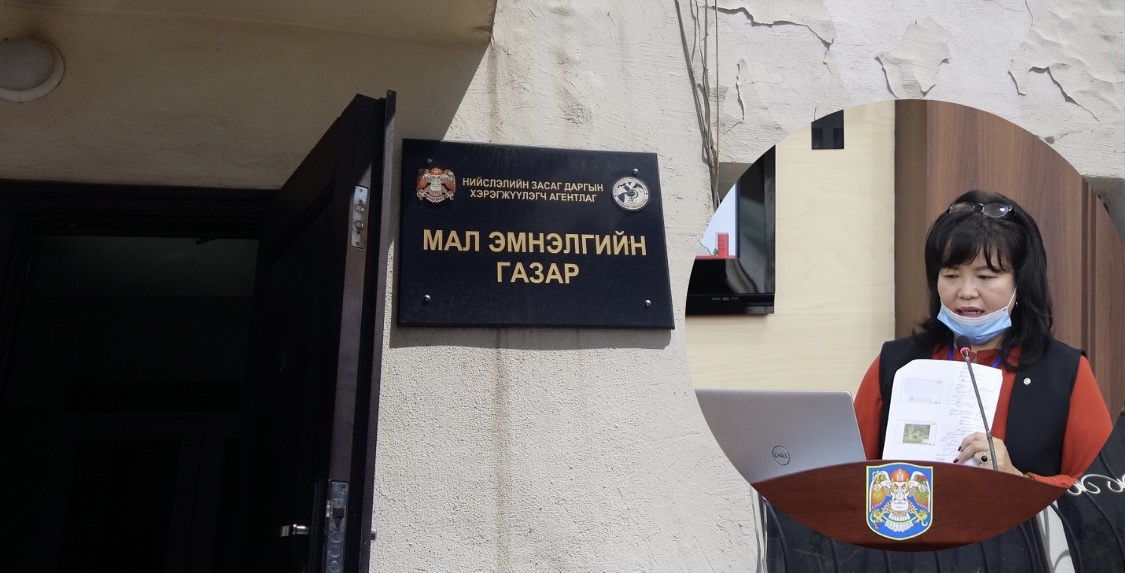 НИЙСЛЭЛИЙН ЗАСАГ ДАРГЫН
ХЭРЭГЖҮҮЛЭГЧ АГЕНТЛАГ
МАЛ ЭМНЭЛГИЙН
ГАЗАР
DELL